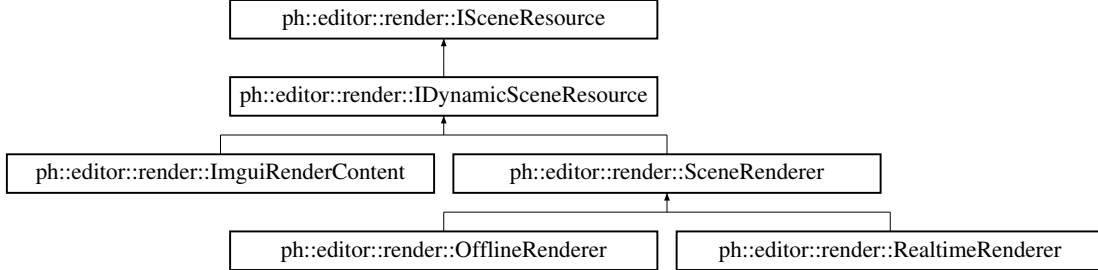 ph::editor::render::ISceneResource
ph::editor::render::IDynamicSceneResource
ph::editor::render::ImguiRenderContent
ph::editor::render::SceneRenderer
ph::editor::render::OfflineRenderer
ph::editor::render::RealtimeRenderer